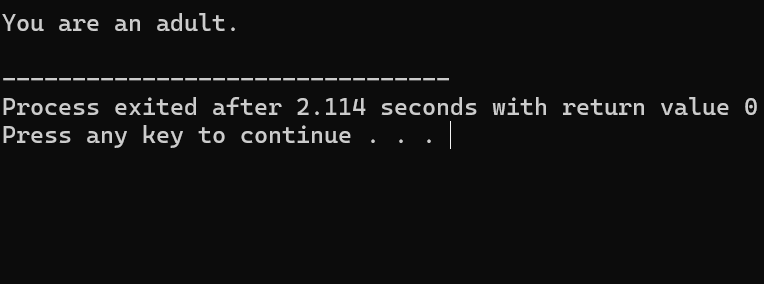 You are an adult.
--------------------------------
Process exited after 2.114 seconds with return value 0
Press any key to continue . . .